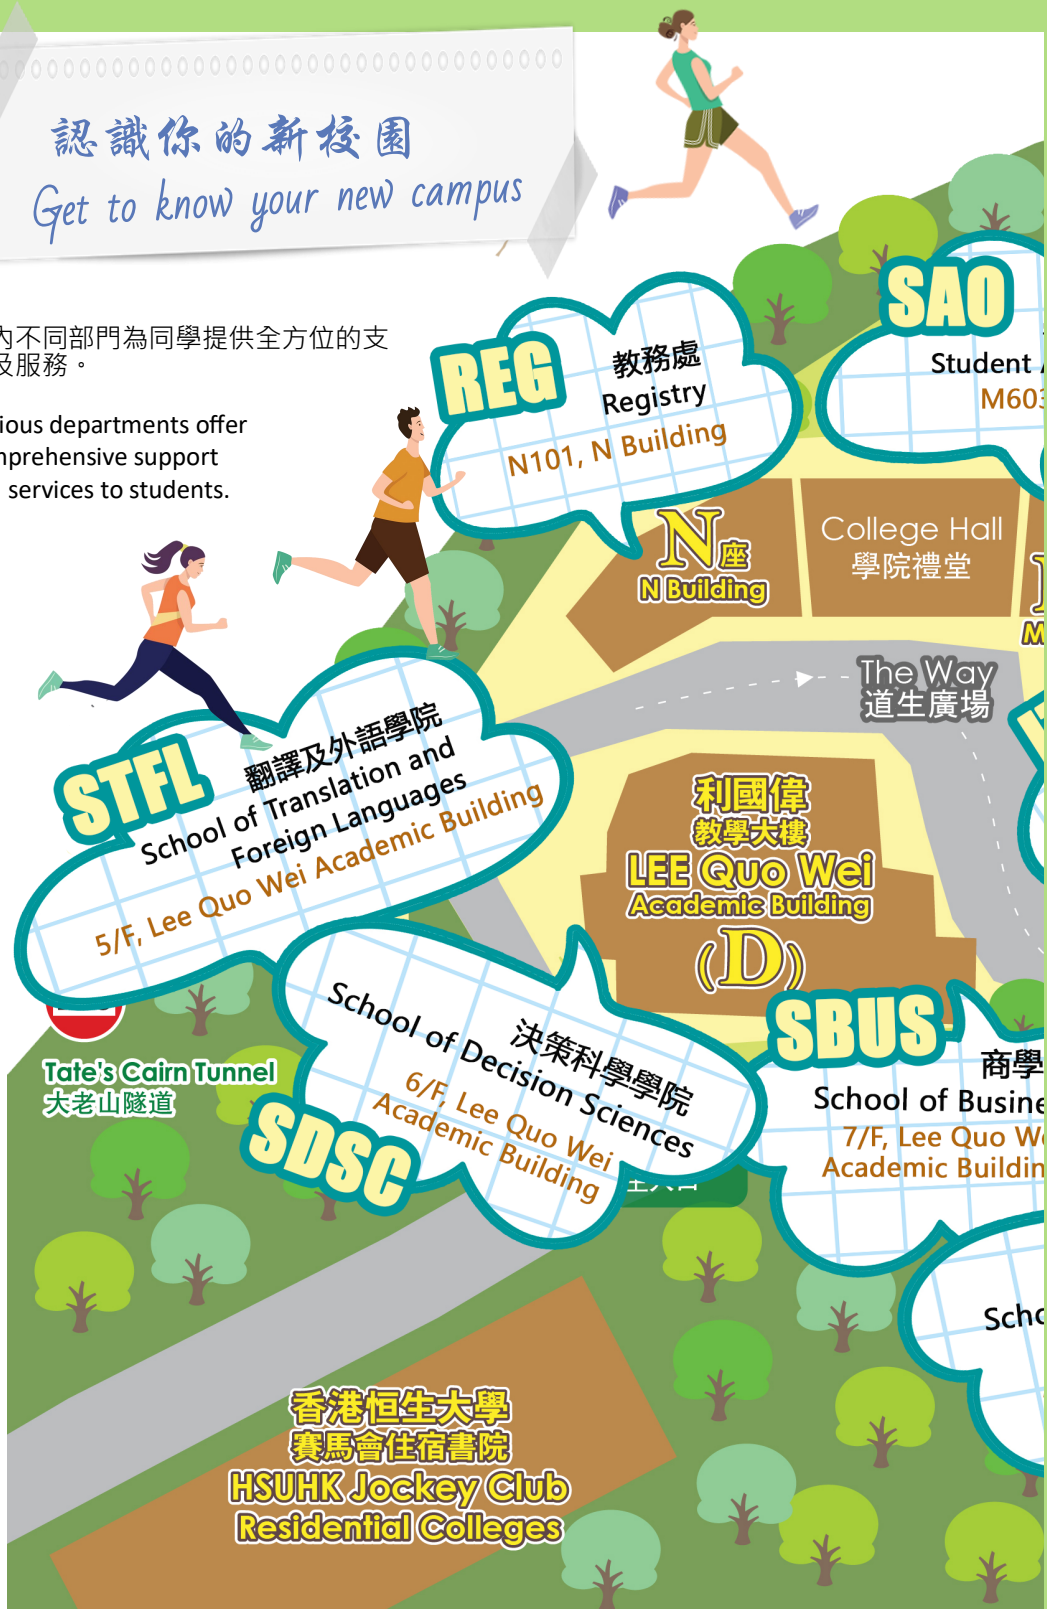 認識你的新校園
Get to know your new campus
內不同部門為同學提供全方位的支
及服務。
departments offer
support
services to students.
REG
教務處
Registry
N101, N Building
SAO
Student
M603
N座
N Building
College Hall
學院禮堂
The Way
道生廣場
STFL
翻譯及外語學院
School of Translation and
Foreign Languages
5/F, Lee Quo Wei Academic Building
利國偉
教學大樓
LEE Quo Wei
Academic Building
(D)
決策科學學院
School of Decision Sciences
6/F, Lee Quo Wei
Academic Building
SDSC
SBUS
商學
School of
7/F, Lee Quo
Academic
Tate's Cairn Tunnel
大老山隧道
香港恒生大學
賽馬會住宿書院
HSUHK Jockey Club
Residential Colleges